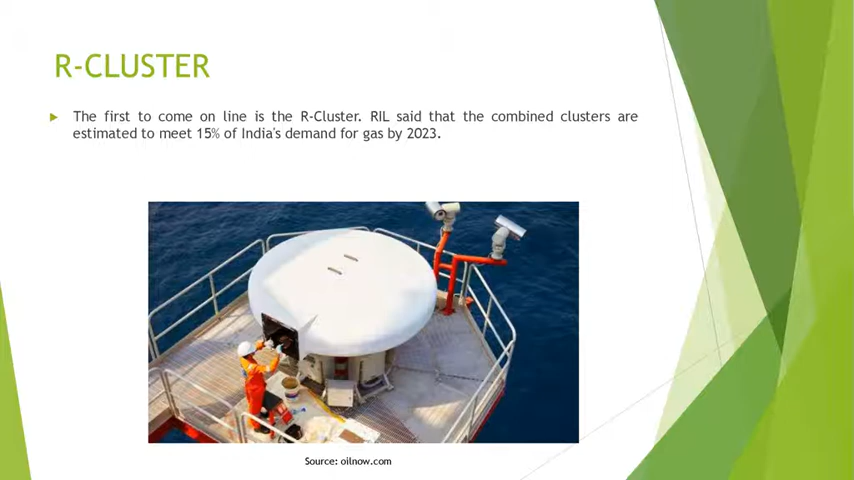 R-CLUSTER
The first to come on line is the R-Cluster. RIL said that the combined clusters are
estimated to meet 15% of India's demand for gas by 2023.
Source: oilnow.com